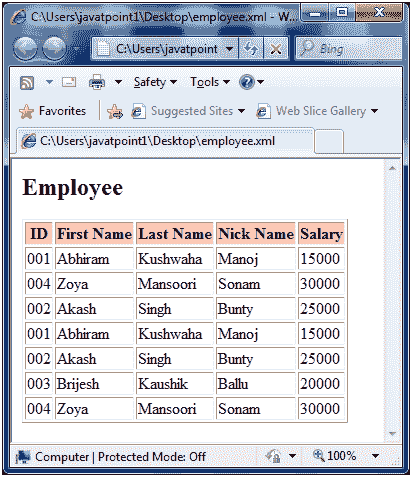 C:\Users\javatpoint1\Desktop\employee.xml - W...
C:\Users\javatpoint
Bing
Safety Tools
Favorites Suggested Sites Web Slice Gallery
C:\Users\javatpoint1\Desktop\employee.xml
Employee
ID First Name Last Name Nick Name Salary
001 Abhiram Kushwaha Manoj 15000
004 Zoya Mansoori Sonam 30000
002 Akash Singh Bunty 25000
001 Abhiram Kushwaha Manoj 15000
002 Akash Singh Bunty 25000
003 Brijesh Kaushik Ballu 20000
004 Zoya Mansoori Sonam 30000
Computer | Protected Mode: Off 100%